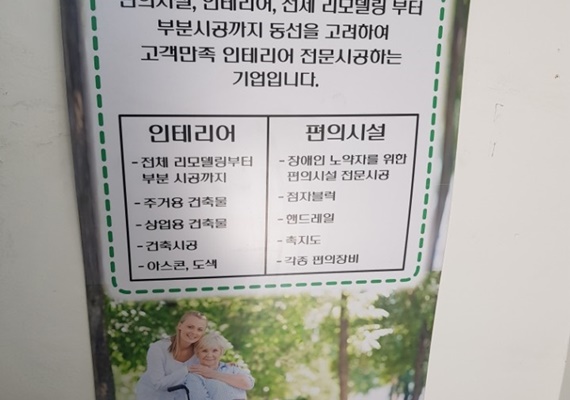 편의시설, 인테리어, 전체 리모델링 부터
부분시공까지 동선을 고려하여
고객만족 인테리어 전문시공하는
기업입니다.
인테리어
- 전체 리모델링부터
부분 시공까지
- 주거용 건축물
- 상업용 건축물
- 건축시공
- 아스콘, 도색
편의시설
- 장애인 노약자를 위한
편의시설 전문시공
- 점자블럭
- 핸드레일
- 촉지도
- 각종 편의장비